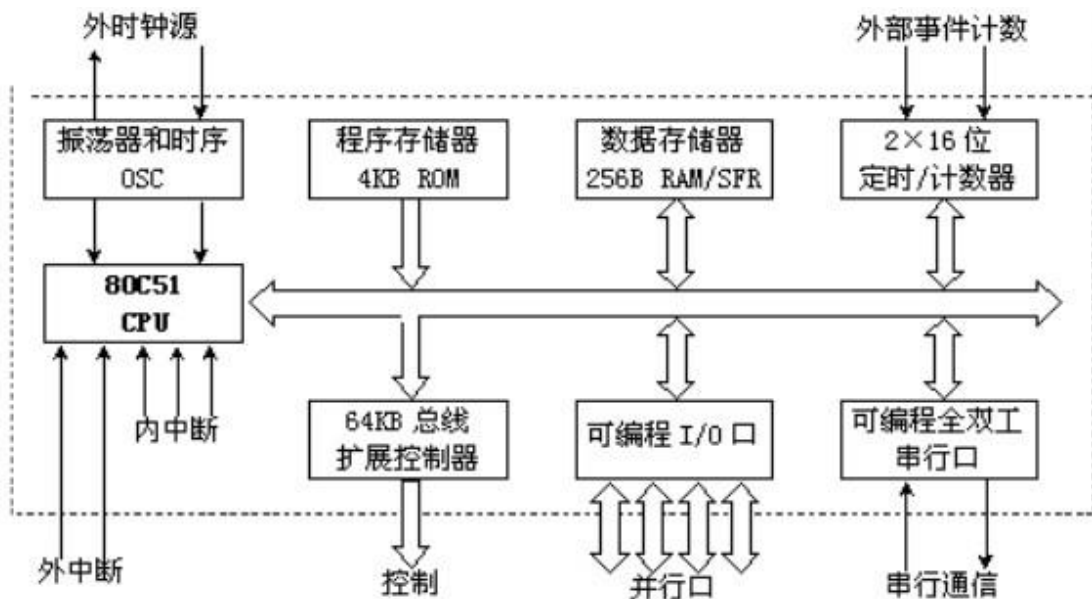 外时钟源
外部事件计数
振荡器和时序
OSC
程序存储器
4KB ROM
数据存储器
256B RAM/SFR
2×16 位
定时/计数器
80C51
CPU
内中断
64KB 总线
扩展控制器
可编程 I/O 口
可编程全双工
串行口
外中断
控制
并行口
串行通信